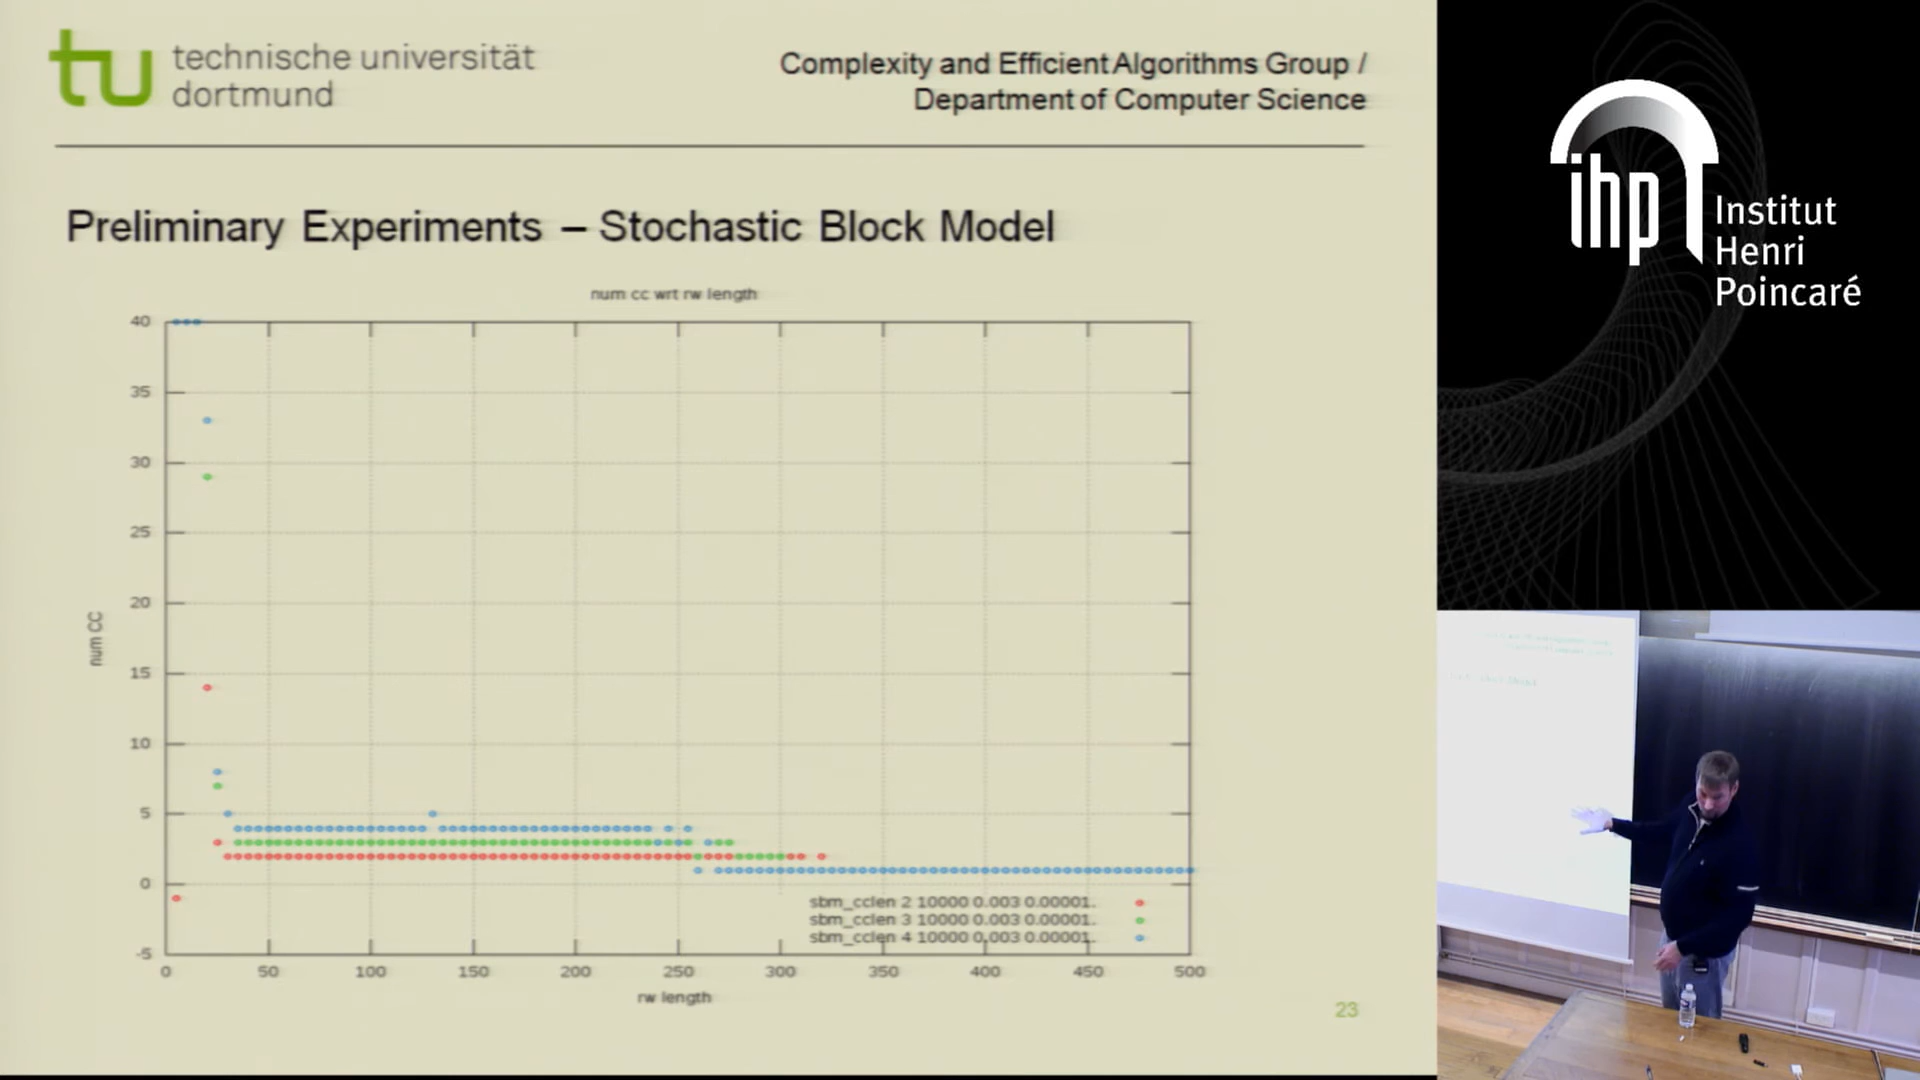 technische universität
dortmund
Complexity and Efficient Algorithms Group /
Department of Computer Science
Preliminary Experiments – Stochastic Block Model
num cc wrt rw length
40
35
30
25
20
15
10
5
0
-5
num CC
sbm_cclen 2 10000 0.003 0.00001.
sbm_cclen 3 10000 0.003 0.00001.
sbm_cclen 4 10000 0.003 0.00001.
0 50 100 150 200 250 300 350 400 450 500
rw length
23
ihp
Institut
Henri
Poincaré